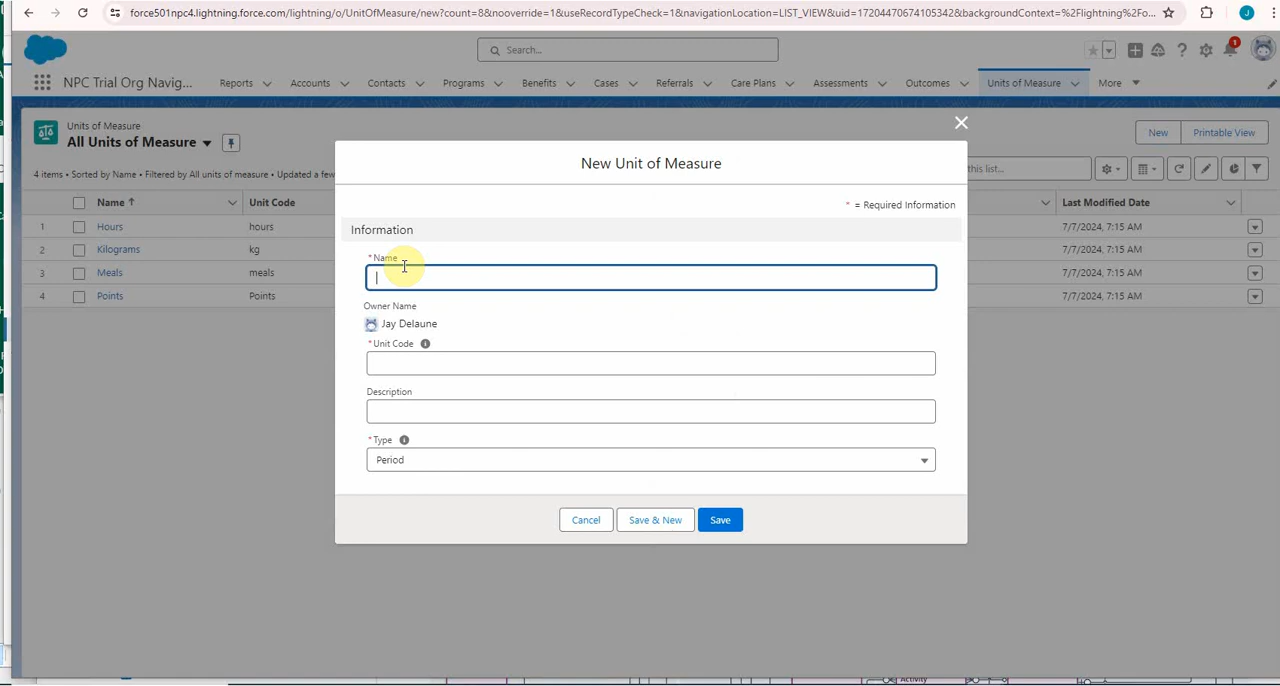 force501npc4.lightning.force.com/lightning/o/UnitOfMeasure/new?count=8&nooverride=1&useRecordTypeCheck=1&navigationLocation=LIST_VIEW&uid=17204470674105342&backgroundContext=%2Flightning%2Fo...
J
Search...
1
NPC Trial Org Navig... Reports Accounts Contacts Programs Benefits Cases Referrals Care Plans Assessments Outcomes Units of Measure More
Units of Measure
All Units of Measure
New Printable View
4 items • Sorted by Name • Filtered by All units of measure • Updated a few
this list...
Name Unit Code Last Modified Date
1 Hours hours 7/7/2024, 7:15 AM
2 Kilograms kg 7/7/2024, 7:15 AM
3 Meals meals 7/7/2024, 7:15 AM
4 Points Points 7/7/2024, 7:15 AM
New Unit of Measure
* = Required Information
Information
*Name
Owner Name
Jay Delaune
*Unit Code
Description
*Type
Period
Cancel Save & New Save
Activity